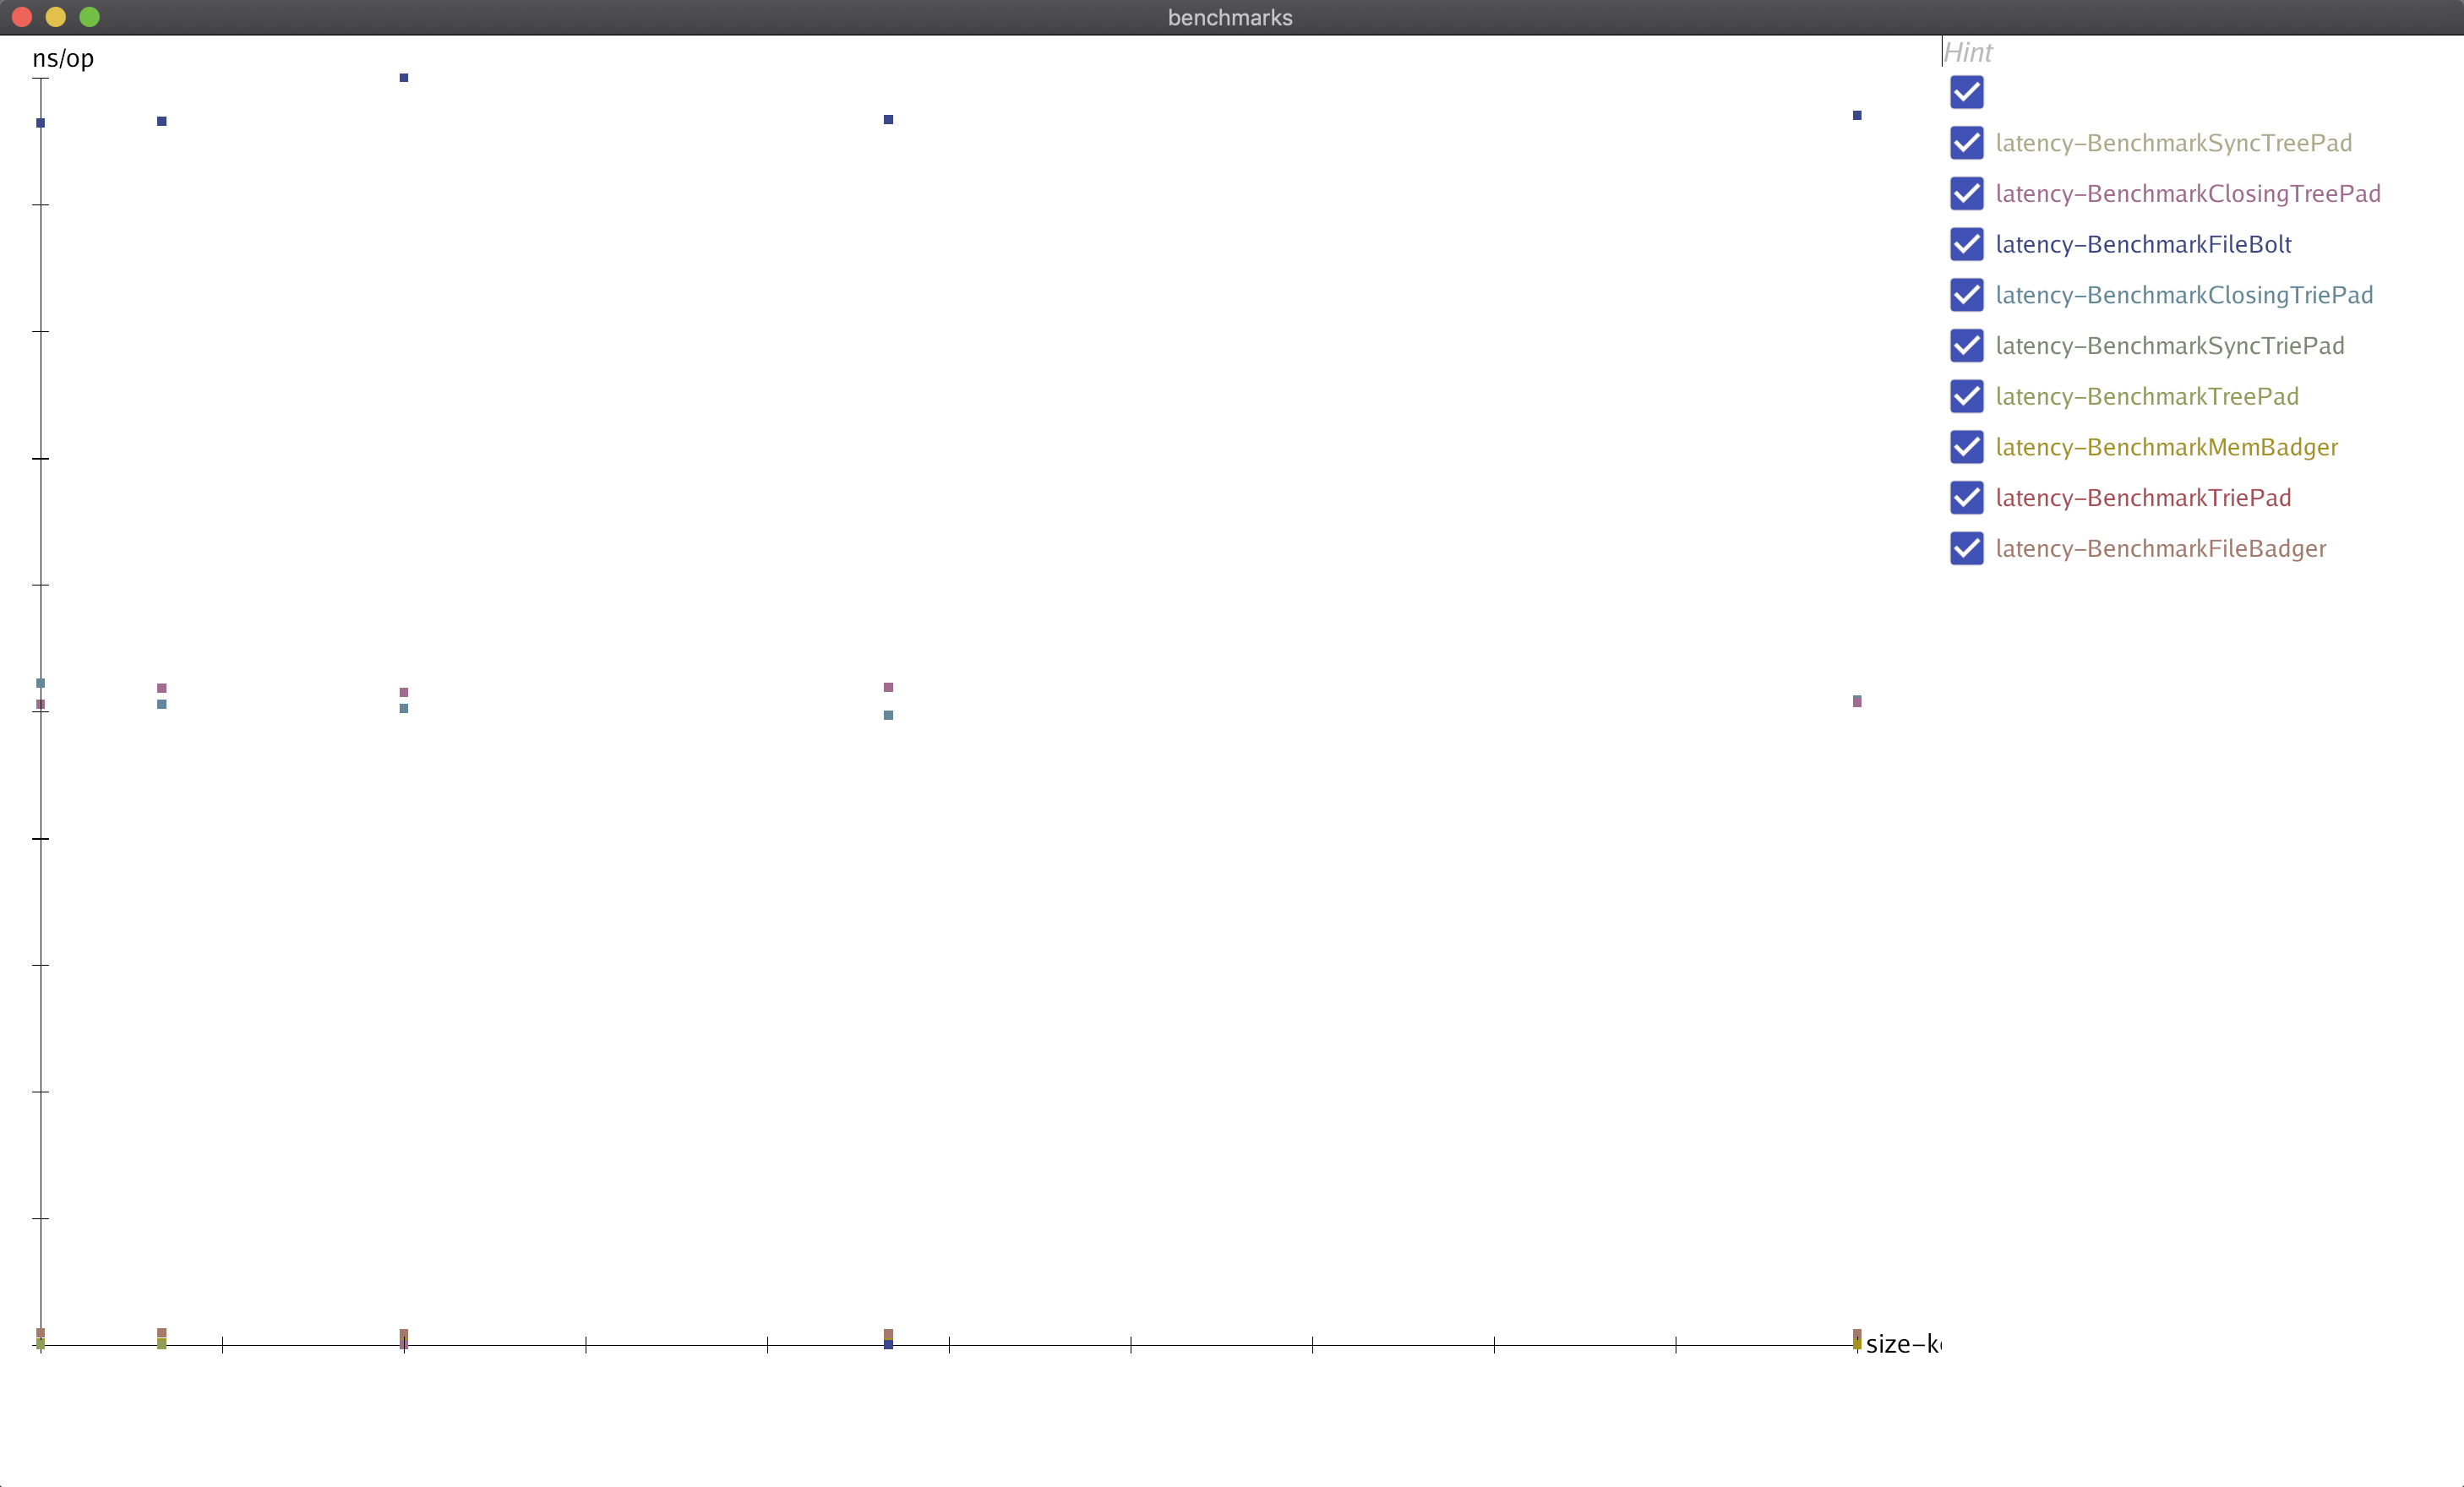 benchmarks
ns/op
Hint
latency-BenchmarkSyncTreePad
latency-BenchmarkClosingTreePad
latency-BenchmarkFileBolt
latency-BenchmarkClosingTriePad
latency-BenchmarkSyncTriePad
latency-BenchmarkTreePad
latency-BenchmarkMemBadger
latency-BenchmarkTriePad
latency-BenchmarkFileBadger